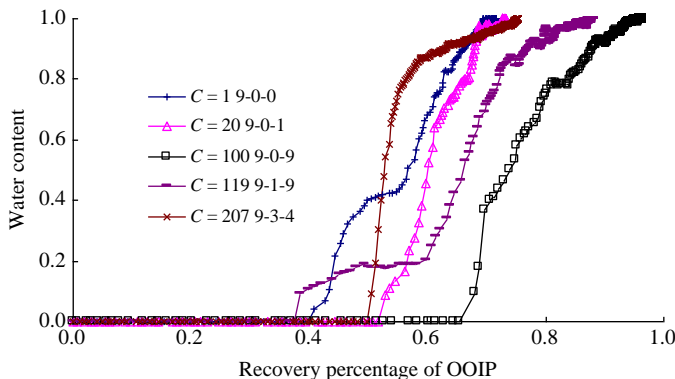 1.0
0.8
0.6
0.4
0.2
0.0
Water content
C = 1 9-0-0
C = 20 9-0-1
C = 100 9-0-9
C = 119 9-1-9
C = 207 9-3-4
0.0 0.2 0.4 0.6 0.8 1.0
Recovery percentage of OOIP